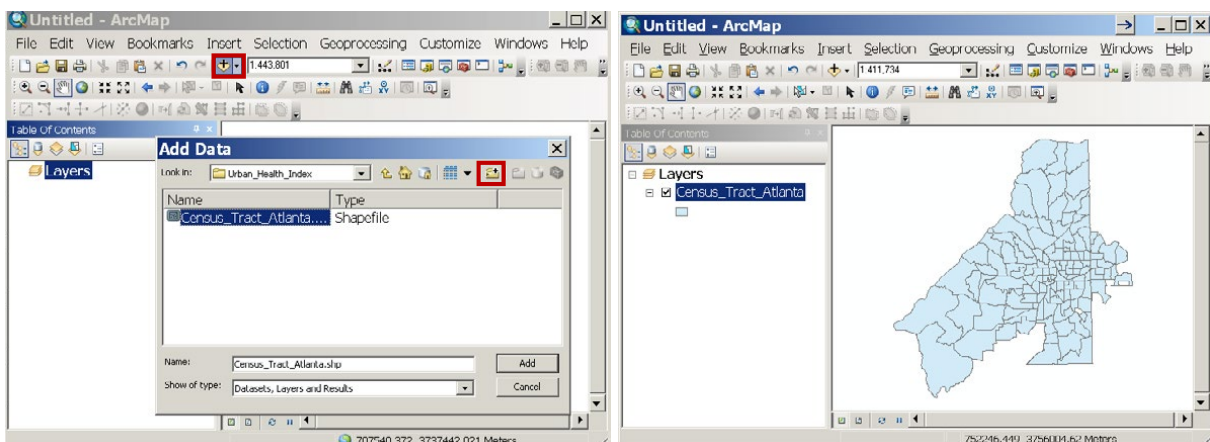 Untitled - ArcMap
File Edit View Bookmarks Insert Selection Geoprocessing Customize Windows Help
1.443.801
Table Of Contents
Layers
Add Data
Look in: Urban_Health_Index
Name Type
Census_Tract_Atlanta.... Shapefile
Name: Census_Tract_Atlanta.shp Add
Show of type: Datasets, Layers and Results Cancel
707540.372 3737442.021 Meters
Untitled - ArcMap
File Edit View Bookmarks Insert Selection Geoprocessing Customize Windows Help
1 411,734
Table Of Contents
Layers
Census_Tract_Atlanta
752246.449 3756004.62 Meters